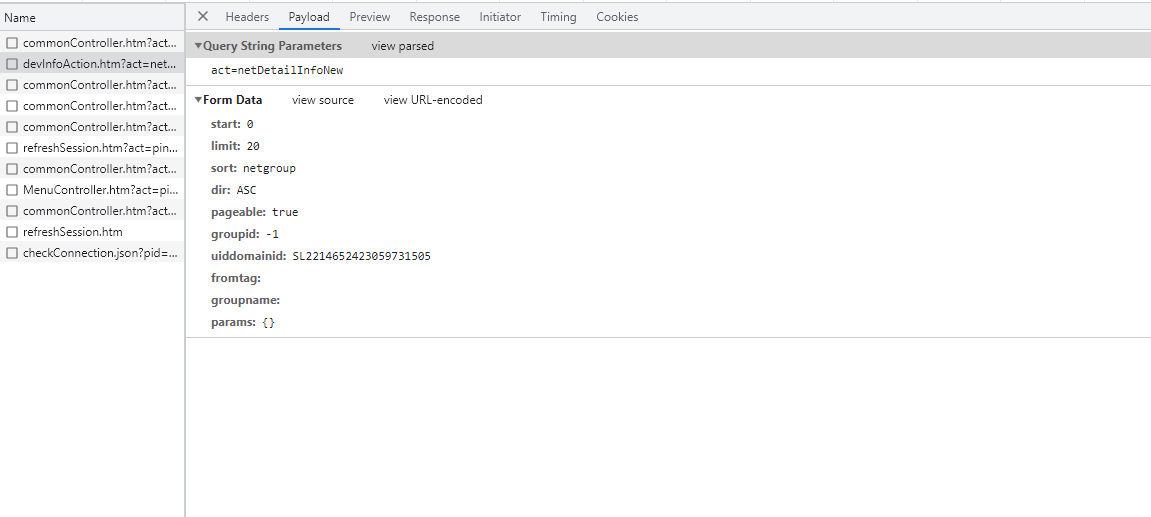 Name
Headers Payload Preview Response Initiator Timing Cookies
commonController.htm?act...
devInfoAction.htm?act=net...
commonController.htm?act...
commonController.htm?act...
commonController.htm?act...
refreshSession.htm?act=pin...
commonController.htm?act...
MenuController.htm?act=pi...
commonController.htm?act...
refreshSession.htm
checkConnection.json?pid=...
Query String Parameters view parsed
act=netDetailInfoNew
Form Data view source view URL-encoded
start: 0
limit: 20
sort: netgroup
dir: ASC
pageable: true
groupid: -1
uiddomainid: SL2214652423059731505
fromtag:
groupname:
params: {}